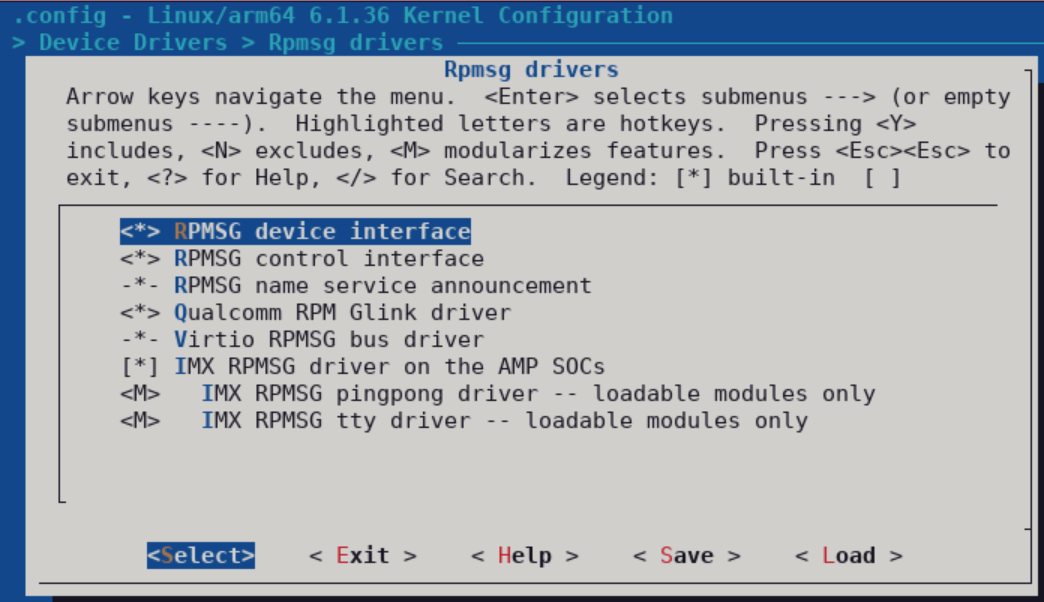 .config - Linux/arm64 6.1.36 Kernel Configuration
> Device Drivers > Rpmsg drivers
Rpmsg drivers
Arrow keys navigate the menu.  <Enter> selects submenus ---> (or empty
submenus ----).  Highlighted letters are hotkeys.  Pressing <Y>
includes, <N> excludes, <M> modularizes features.  Press <Esc><Esc> to
exit, <?> for Help, </> for Search.  Legend: [*] built-in  [ ]
<*> RPMSG device interface
<*> RPMSG control interface
-*- RPMSG name service announcement
<*> Qualcomm RPM Glink driver
-*- Virtio RPMSG bus driver
[*] IMX RPMSG driver on the AMP SOCs
<M>   IMX RPMSG pingpong driver -- loadable modules only
<M>   IMX RPMSG tty driver -- loadable modules only
<Select>    < Exit >    < Help >    < Save >    < Load >